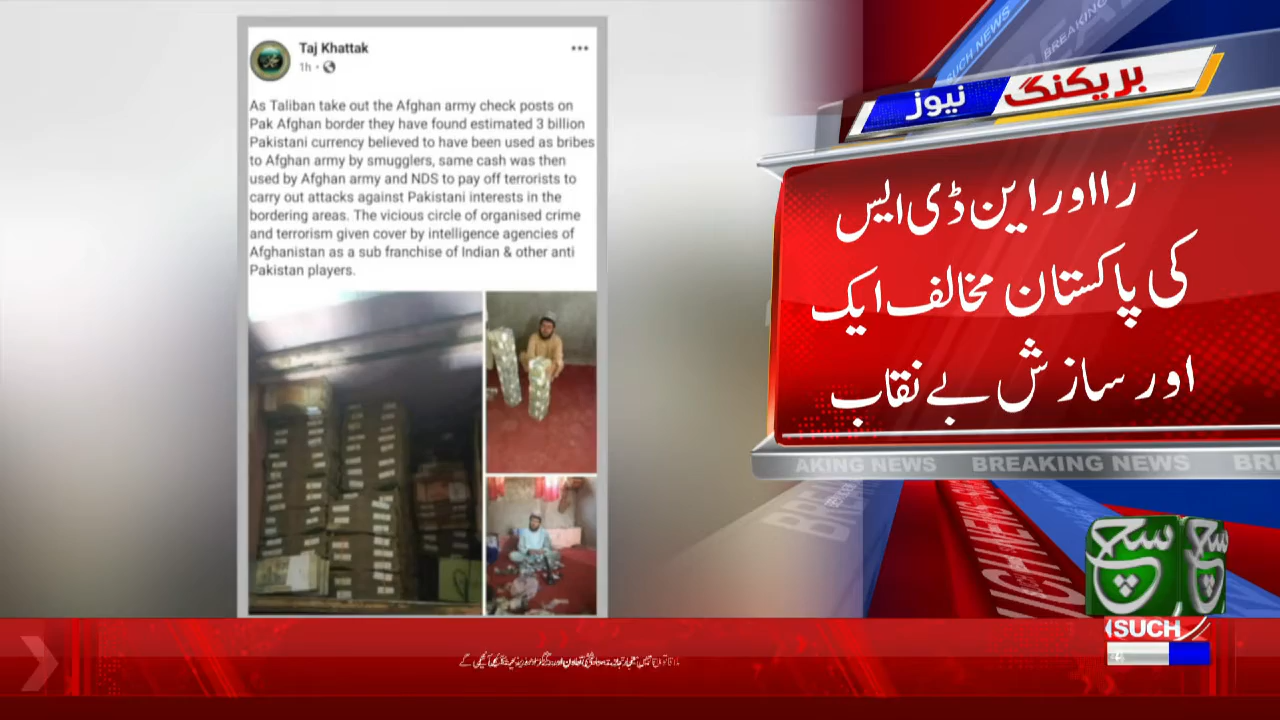 Taj Khattak
1h
As Taliban take out the Afghan army check posts on
Pak Afghan border they have found estimated 3 billion
Pakistani currency believed to have been used as bribes
to Afghan army by smugglers, same cash was then
used by Afghan army and NDS to pay off terrorists to
carry out attacks against Pakistani interests in the
bordering areas. The vicious circle of organised crime
and terrorism given cover by intelligence agencies of
Afghanistan as a sub franchise of Indian & other anti
Pakistan players.
SUCH NEWS
BREAKING
بریکنگ نیوز
را اور این ڈی ایس
کی پاکستان مخالف ایک
اور سازش بے نقاب
AKING NEWS BREAKING NEWS BRE
سچ
سچ
SUCH